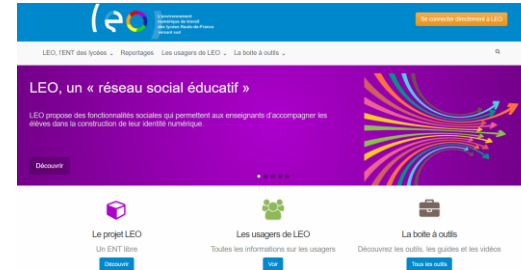 leo
L'environnement
numérique de travail
des lycées Hauts-de-France
versant sud
Se connecter directement à LEO
LEO, l'ENT des lycées
Reportages
Les usagers de LEO
La boite à outils
LEO, un « réseau social éducatif »
LEO propose des fonctionnalités sociales qui permettent aux enseignants d'accompagner les
élèves dans la construction de leur identité numérique.
Découvrir
Le projet LEO
Les usagers de LEO
La boite à outils
Un ENT libre
Toutes les informations sur les usagers
Découvrez les outils, les guides et les vidéos
Découvrir
Voir
Tous les outils